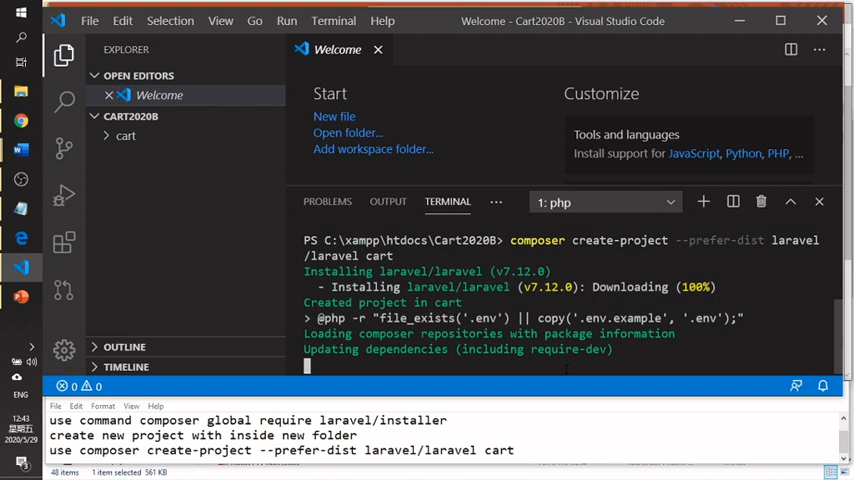 File Edit Selection View Go Run Terminal Help
Welcome - Cart2020B - Visual Studio Code
EXPLORER
Welcome
OPEN EDITORS
Welcome
CART2020B
cart
OUTLINE
TIMELINE
Start
New file
Open folder...
Add workspace folder...
Customize
Tools and languages
Install support for JavaScript, Python, PHP, ...
PROBLEMS OUTPUT TERMINAL ... 1: php
PS C:\xampp\htdocs\Cart2020B> composer create-project --prefer-dist laravel
/laravel cart
Installing laravel/laravel (v7.12.0)
- Installing laravel/laravel (v7.12.0): Downloading (100%)
Created project in cart
> @php -r "file_exists('.env') || copy('.env.example', '.env');"
Loading composer repositories with package information
Updating dependencies (including require-dev)
0 0
File Edit Format View Help
use command composer global require laravel/installer
create new project with inside new folder
use composer create-project --prefer-dist laravel/laravel cart
48 items 1 item selected 561 KB
ENG
12:43
星期五
2020/5/29